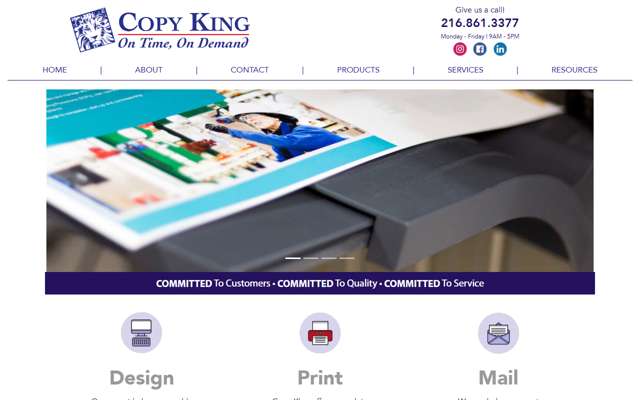 COPY KING
On Time, On Demand
Give us a call!
216.861.3377
Monday - Friday | 9AM - 5PM
HOME | ABOUT | CONTACT | PRODUCTS | SERVICES | RESOURCES
COMMITTED To Customers • COMMITTED To Quality • COMMITTED To Service
Design
Print
Mail